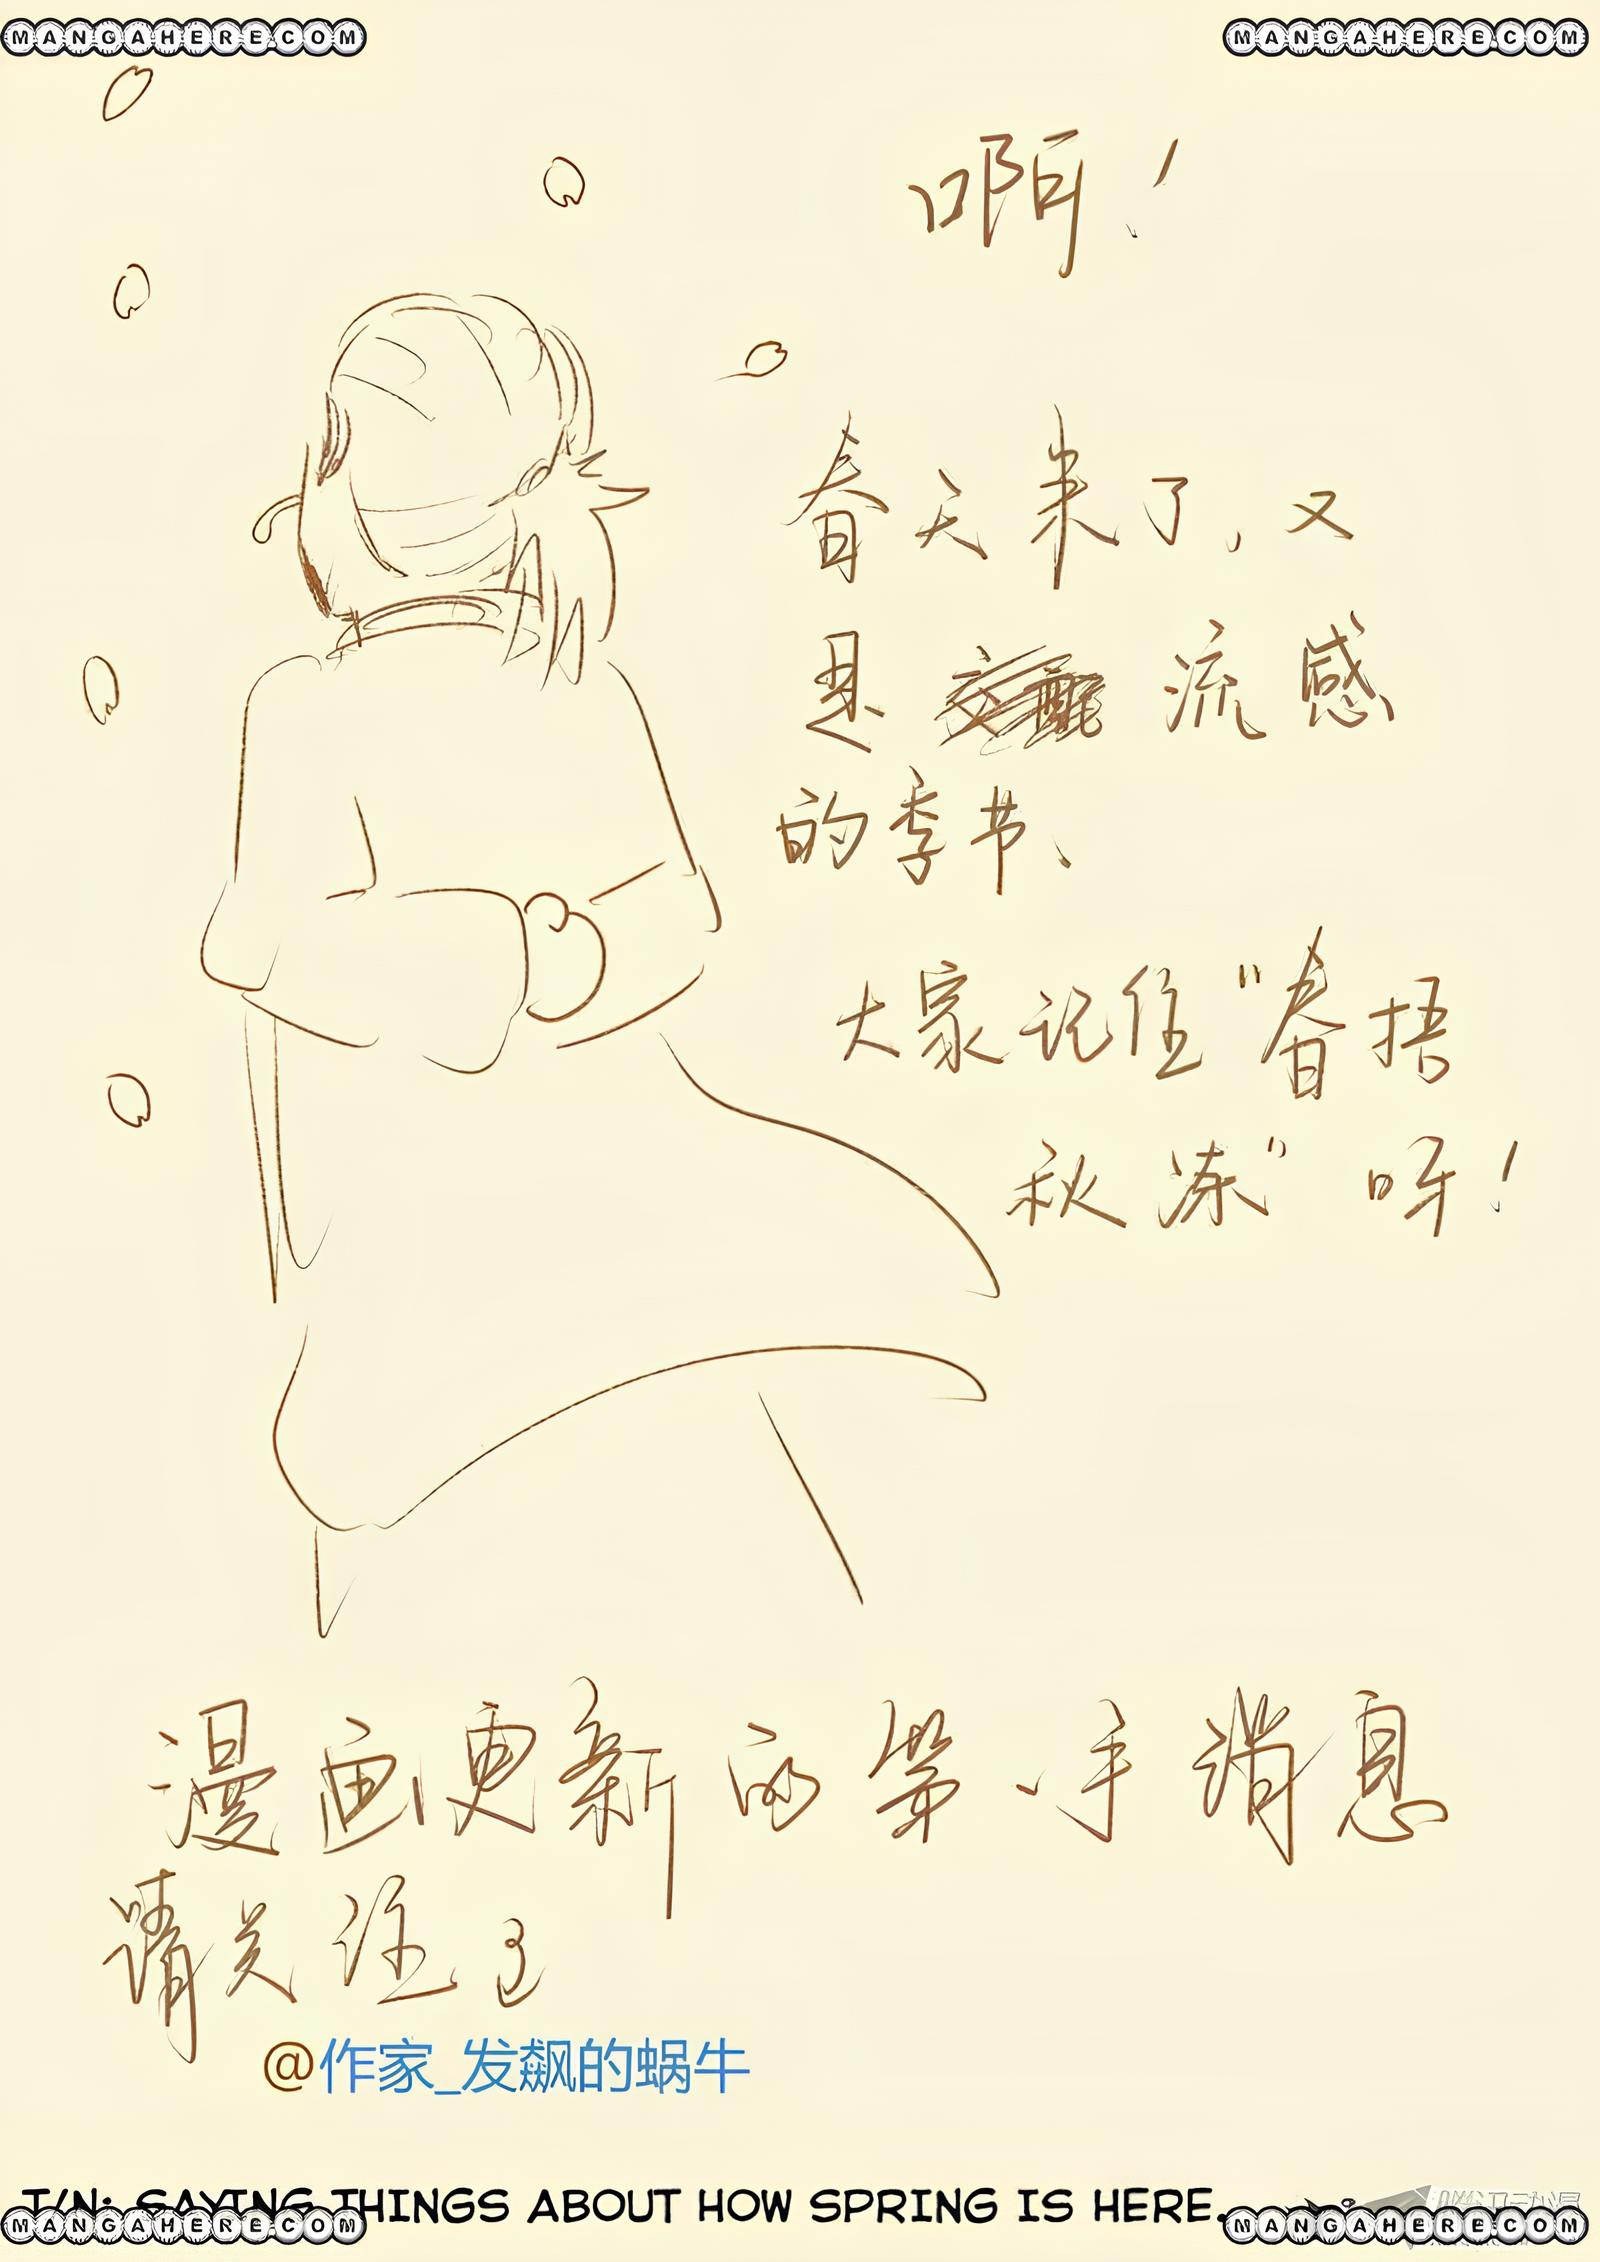 MANGAHERE.COM
MANGAHERE.COM
啊！
春天来了，又
是交配流感
的季节、
大家记住“春捂
秋冻”呀！
漫画更新的第一手消息
请关注了
@作家_发飙的蜗牛
T/N: SAYING THINGS ABOUT HOW SPRING IS HERE.
MANGAHERE.COM
MANGAHERE.COM